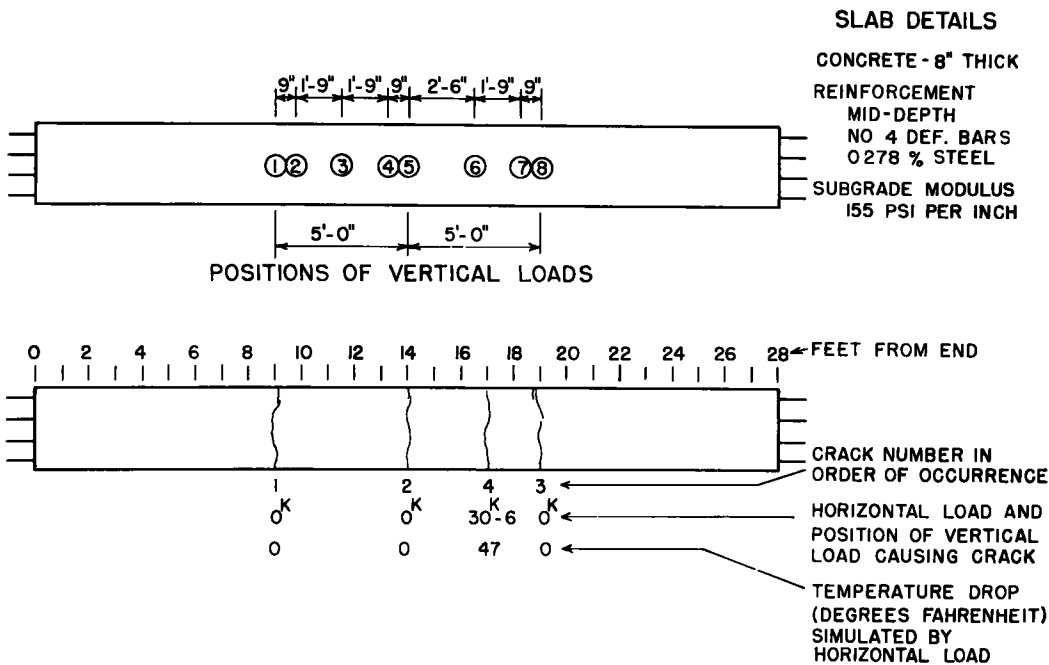 SLAB DETAILS
CONCRETE - 8" THICK
REINFORCEMENT
MID-DEPTH
NO 4 DEF. BARS
0278 % STEEL
SUBGRADE MODULUS
155 PSI PER INCH
9" 1'-9" 1'-9" 9" 2'-6" 1'-9" 9"
1 2 3 4 5 6 7 8
5'-0" 5'-0"
POSITIONS OF VERTICAL LOADS
0 2 4 6 8 10 12 14 16 18 20 22 24 26 28 FEET FROM END
1 2 4 3
CRACK NUMBER IN
ORDER OF OCCURRENCE
0K 0K 30K-6 0K
HORIZONTAL LOAD AND
POSITION OF VERTICAL
LOAD CAUSING CRACK
0 0 47 0
TEMPERATURE DROP
(DEGREES FAHRENHEIT)
SIMULATED BY
HORIZONTAL LOAD